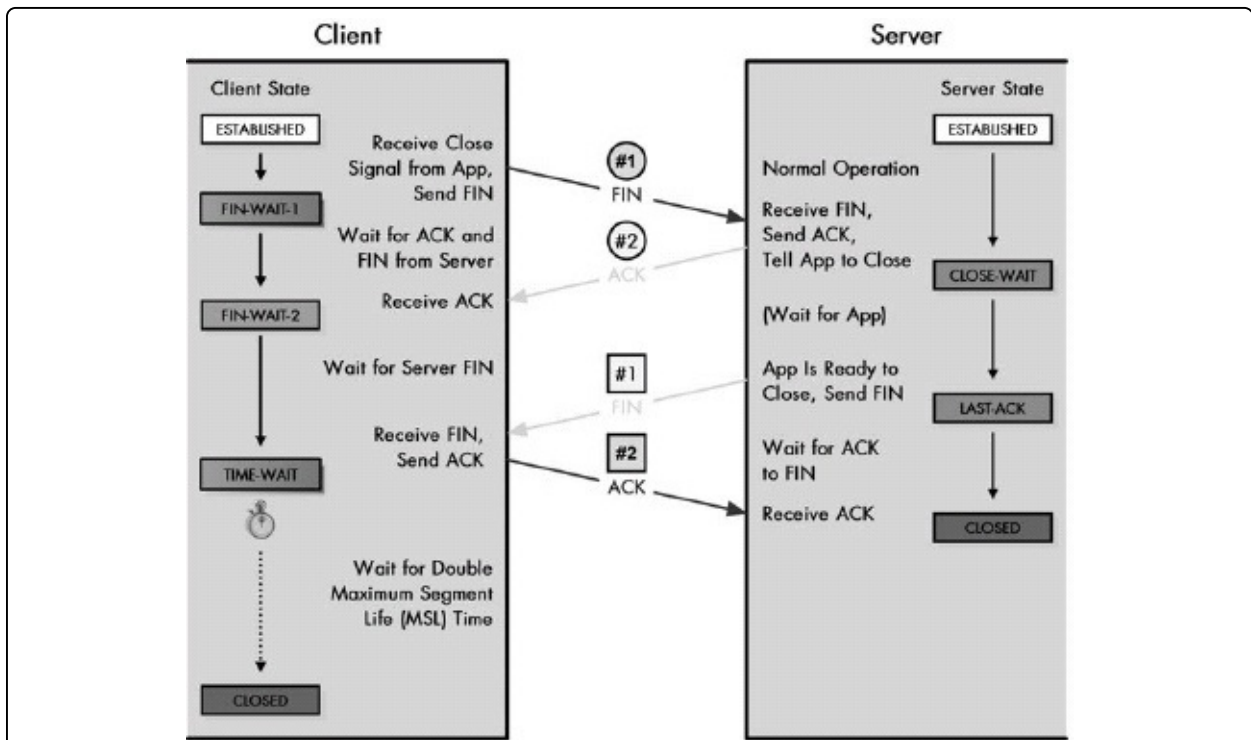 Client
Server
Client State
ESTABLISHED
FIN-WAIT-1
FIN-WAIT-2
TIME-WAIT
CLOSED
Receive Close
Signal from App,
Send FIN
Wait for ACK and
FIN from Server
Receive ACK
Wait for Server FIN
Receive FIN,
Send ACK
Wait for Double
Maximum Segment
Life (MSL) Time
#1
FIN
#2
ACK
#1
FIN
#2
ACK
Normal Operation
Receive FIN,
Send ACK,
Tell App to Close
(Wait for App)
App Is Ready to
Close, Send FIN
Wait for ACK
to FIN
Receive ACK
Server State
ESTABLISHED
CLOSE-WAIT
LAST-ACK
CLOSED